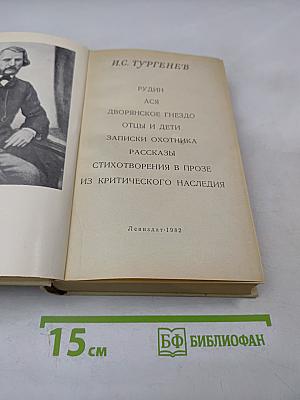 И.С. ТУРГЕНЕВ
РУДИН
АСЯ
ДВОРЯНСКОЕ ГНЕЗДО
ОТЦЫ И ДЕТИ
ЗАПИСКИ ОХОТНИКА
РАССКАЗЫ
СТИХОТВОРЕНИЯ В ПРОЗЕ
ИЗ КРИТИЧЕСКОГО НАСЛЕДИЯ
Лениздат·1982
15 см
БФ БИБЛИОФАН